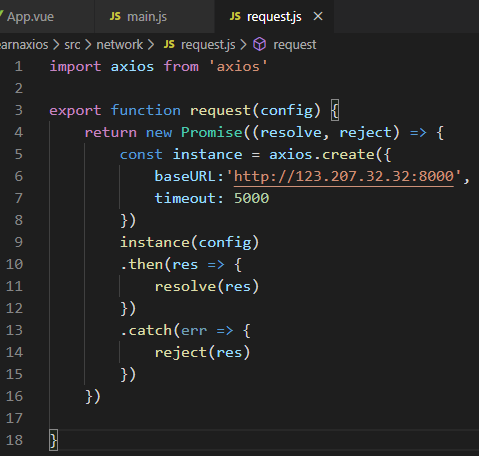 App.vue JS main.js JS request.js ×
earnaxios > src > network > JS request.js > request
1 import axios from 'axios'
2
3 export function request(config) {
4     return new Promise((resolve, reject) => {
5         const instance = axios.create({
6             baseURL:'http://123.207.32.32:8000',
7             timeout: 5000
8         })
9         instance(config)
10         .then(res => {
11             resolve(res)
12         })
13         .catch(err => {
14             reject(res)
15         })
16     })
17
18 }